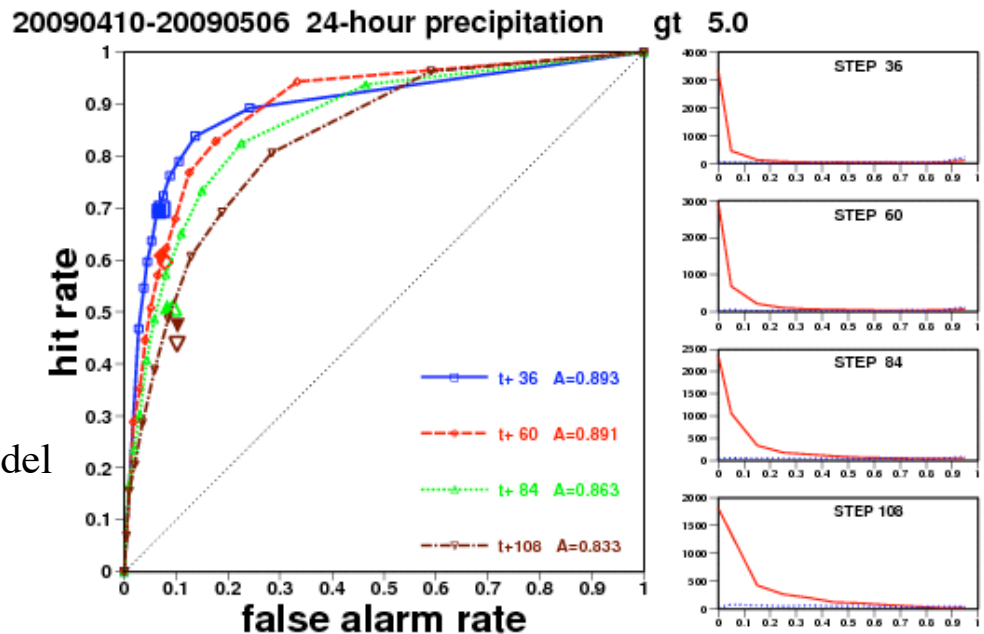 20090410-20090506 24-hour precipitation gt 5.0
1
0.9
0.8
0.7
0.6
0.5
0.4
0.3
0.2
0.1
0
hit rate
del
t+ 36 A=0.893
t+ 60 A=0.891
t+ 84 A=0.863
t+108 A=0.833
0 0.1 0.2 0.3 0.4 0.5 0.6 0.7 0.8 0.9 1
false alarm rate
STEP 36
4000
3000
2000
1000
0
0 0.1 0.2 0.3 0.4 0.5 0.6 0.7 0.8 0.9 1
STEP 60
3000
2000
1000
0
0 0.1 0.2 0.3 0.4 0.5 0.6 0.7 0.8 0.9 1
STEP 84
2500
2000
1500
1000
500
0
0 0.1 0.2 0.3 0.4 0.5 0.6 0.7 0.8 0.9 1
STEP 108
2000
1500
1000
500
0
0 0.1 0.2 0.3 0.4 0.5 0.6 0.7 0.8 0.9 1